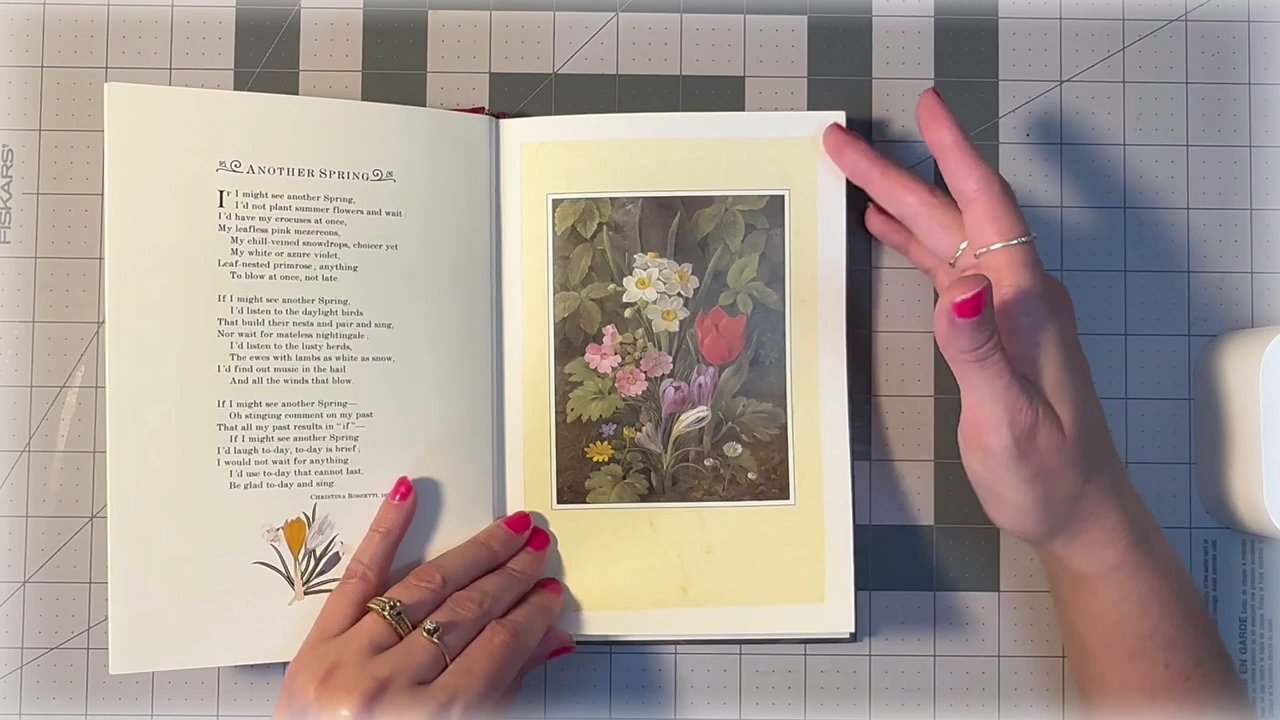 FISKARS®
ANOTHER SPRING
If I might see another Spring,
I'd not plant summer flowers and wait:
I'd have my crocuses at once,
My leafless pink mezereons,
My chill-veined snowdrops, choicer yet
My white or azure violet,
Leaf-nested primrose; anything
To blow at once, not late.
If I might see another Spring,
I'd listen to the daylight birds
That build their nests and pair and sing,
Nor wait for mateless nightingale;
I'd listen to the lusty herds,
The ewes with lambs as white as snow,
I'd find out music in the hail
And all the winds that blow.
If I might see another Spring—
Oh stinging comment on my past
That all my past results in "if"—
If I might see another Spring
I'd laugh to-day, to-day is brief;
I would not wait for anything:
I'd use to-day that cannot last,
Be glad to-day and sing.
CHRISTINA ROSSETTI,
EN GARDE